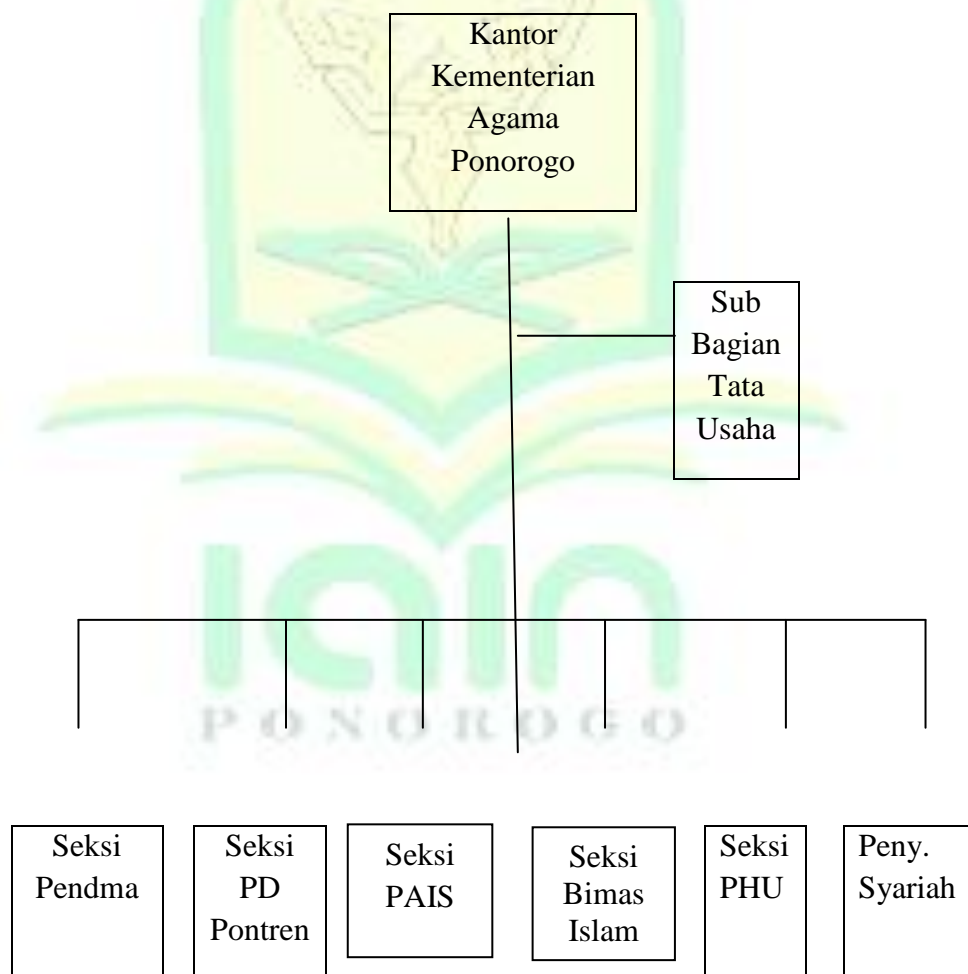 Kantor
Kementerian
Agama
Ponorogo
Sub
Bagian
Tata
Usaha
iain
PONOROGO
Seksi
Pendma
Seksi
PD
Pontren
Seksi
PAIS
Seksi
Bimas
Islam
Seksi
PHU
Peny.
Syariah